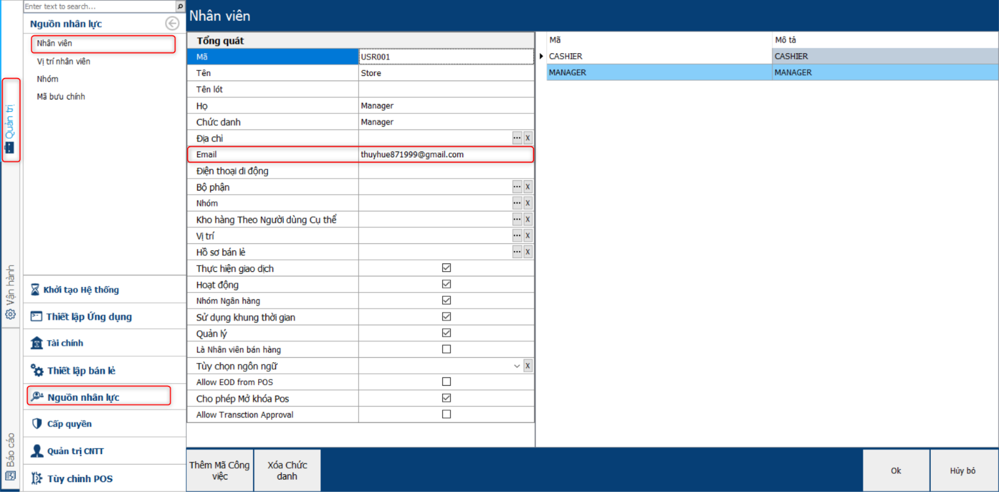 Enter text to search...
Nguồn nhân lực
Nhân viên
Vị trí nhân viên
Nhóm
Mã bưu chính
Quản trị
Vận hành
Báo cáo
Khởi tạo Hệ thống
Thiết lập Ứng dụng
Tài chính
Thiết lập bán lẻ
Nguồn nhân lực
Cấp quyền
Quản trị CNTT
Tùy chỉnh POS
Nhân viên
Tổng quát
Mã USR001
Tên Store
Tên lót
Họ Manager
Chức danh Manager
Địa chỉ ... X
Email thuyhue871999@gmail.com
Điện thoại di động
Bộ phận ... X
Nhóm ... X
Kho hàng Theo Người dùng Cụ thể ... X
Vị trí ... X
Hồ sơ bán lẻ ... X
Thực hiện giao dịch
Hoạt động
Nhóm Ngân hàng
Sử dụng khung thời gian
Quản lý
Là Nhân viên bán hàng
Tùy chọn ngôn ngữ X
Allow EOD from POS
Cho phép Mở khóa Pos
Allow Transction Approval
Mã Mô tả
CASHIER CASHIER
MANAGER MANAGER
Thêm Mã Công
việc
Xóa Chức
danh
Ok
Hủy bỏ